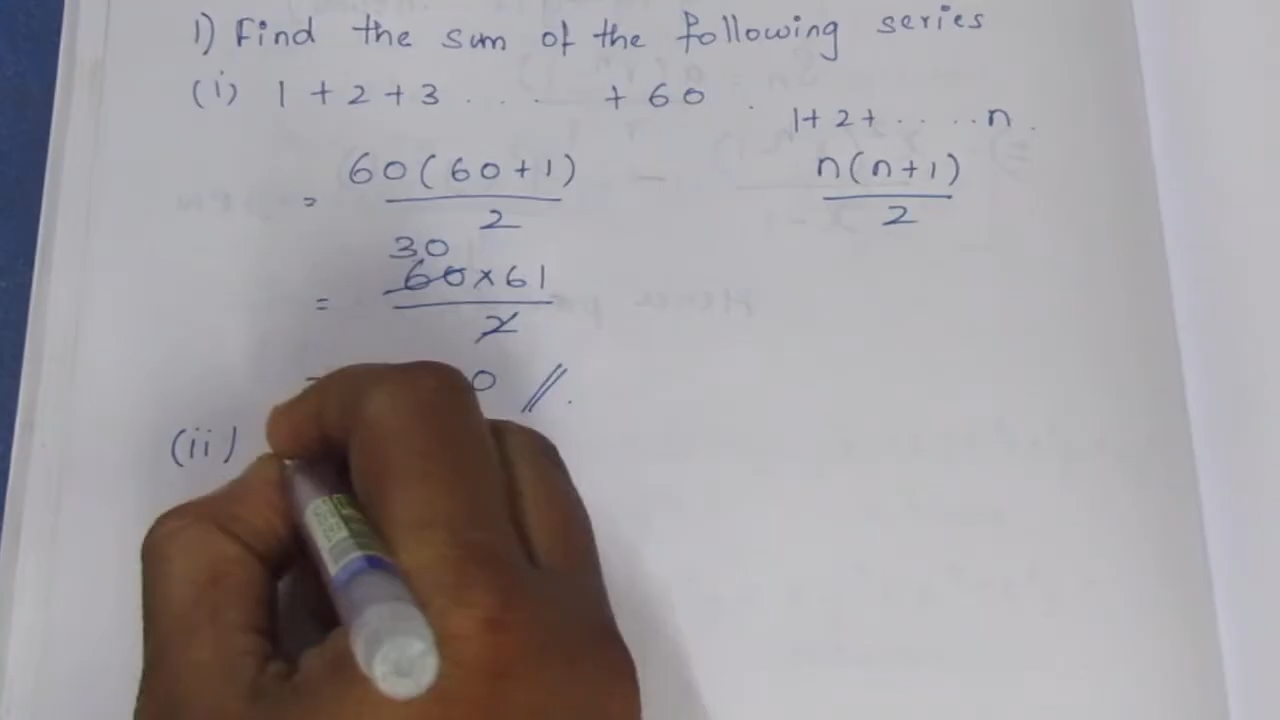 1) Find the sum of the following series
(i) 1 + 2 + 3 . . . . + 60 .
1 + 2 + . . . . . n .
= 60(60+1) / 2
n(n+1) / 2
30
= 60 × 61 / 2
0 //.
(ii)